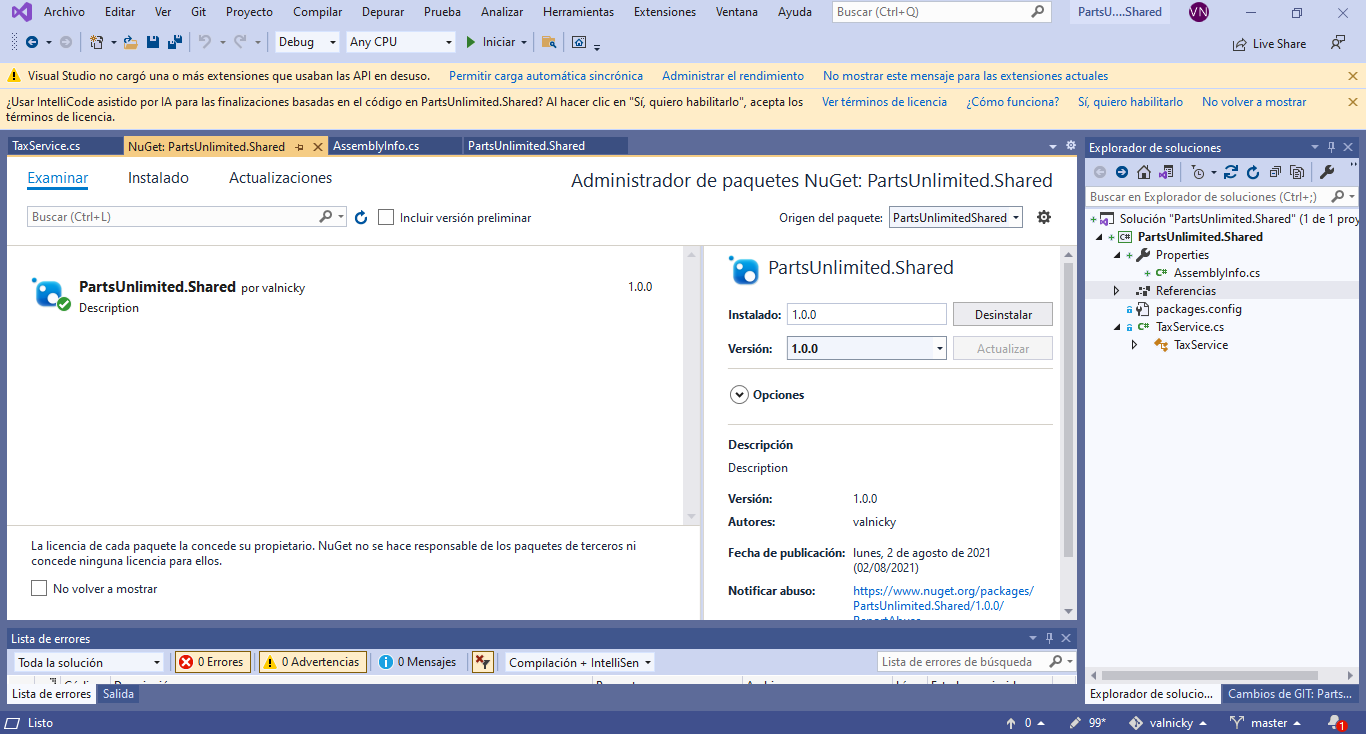 Archivo Editar Ver Git Proyecto Compilar Depurar Prueba Analizar Herramientas Extensiones Ventana Ayuda Buscar (Ctrl+Q) PartsU....Shared VN
Debug Any CPU Iniciar Live Share
Visual Studio no cargó una o más extensiones que usaban las API en desuso. Permitir carga automática sincrónica Administrar el rendimiento No mostrar este mensaje para las extensiones actuales
¿Usar IntelliCode asistido por IA para las finalizaciones basadas en el código en PartsUnlimited.Shared? Al hacer clic en "Sí, quiero habilitarlo", acepta los Ver términos de licencia ¿Cómo funciona? Sí, quiero habilitarlo No volver a mostrar
términos de licencia.
TaxService.cs NuGet: PartsUnlimited.Shared AssemblyInfo.cs PartsUnlimited.Shared
Examinar Instalado Actualizaciones
Administrador de paquetes NuGet: PartsUnlimited.Shared
Buscar (Ctrl+L) Incluir versión preliminar Origen del paquete: PartsUnlimitedShared
PartsUnlimited.Shared por valnicky 1.0.0
Description
La licencia de cada paquete la concede su propietario. NuGet no se hace responsable de los paquetes de terceros ni
concede ninguna licencia para ellos.
No volver a mostrar
PartsUnlimited.Shared
Instalado: 1.0.0 Desinstalar
Versión: 1.0.0 Actualizar
Opciones
Descripción
Description
Versión: 1.0.0
Autores: valnicky
Fecha de publicación: lunes, 2 de agosto de 2021
(02/08/2021)
Notificar abuso: https://www.nuget.org/packages/
PartsUnlimited.Shared/1.0.0/
Explorador de soluciones
Buscar en Explorador de soluciones (Ctrl+;)
Solución "PartsUnlimited.Shared" (1 de 1 proy
C# PartsUnlimited.Shared
Properties
C# AssemblyInfo.cs
Referencias
packages.config
C# TaxService.cs
TaxService
Lista de errores
Toda la solución 0 Errores 0 Advertencias 0 Mensajes Compilación + IntelliSen Lista de errores de búsqueda
Lista de errores Salida
Explorador de solucio... Cambios de GIT: Parts...
Listo 0 99* valnicky master 1